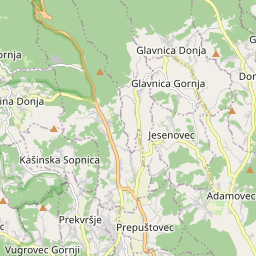 Glavnica Donja
Glavnica Gornja
Jesenovec
Kašinska Sopnica
Adamovec
Prekvršje
Prepuštovec
Vugrovec Gornji